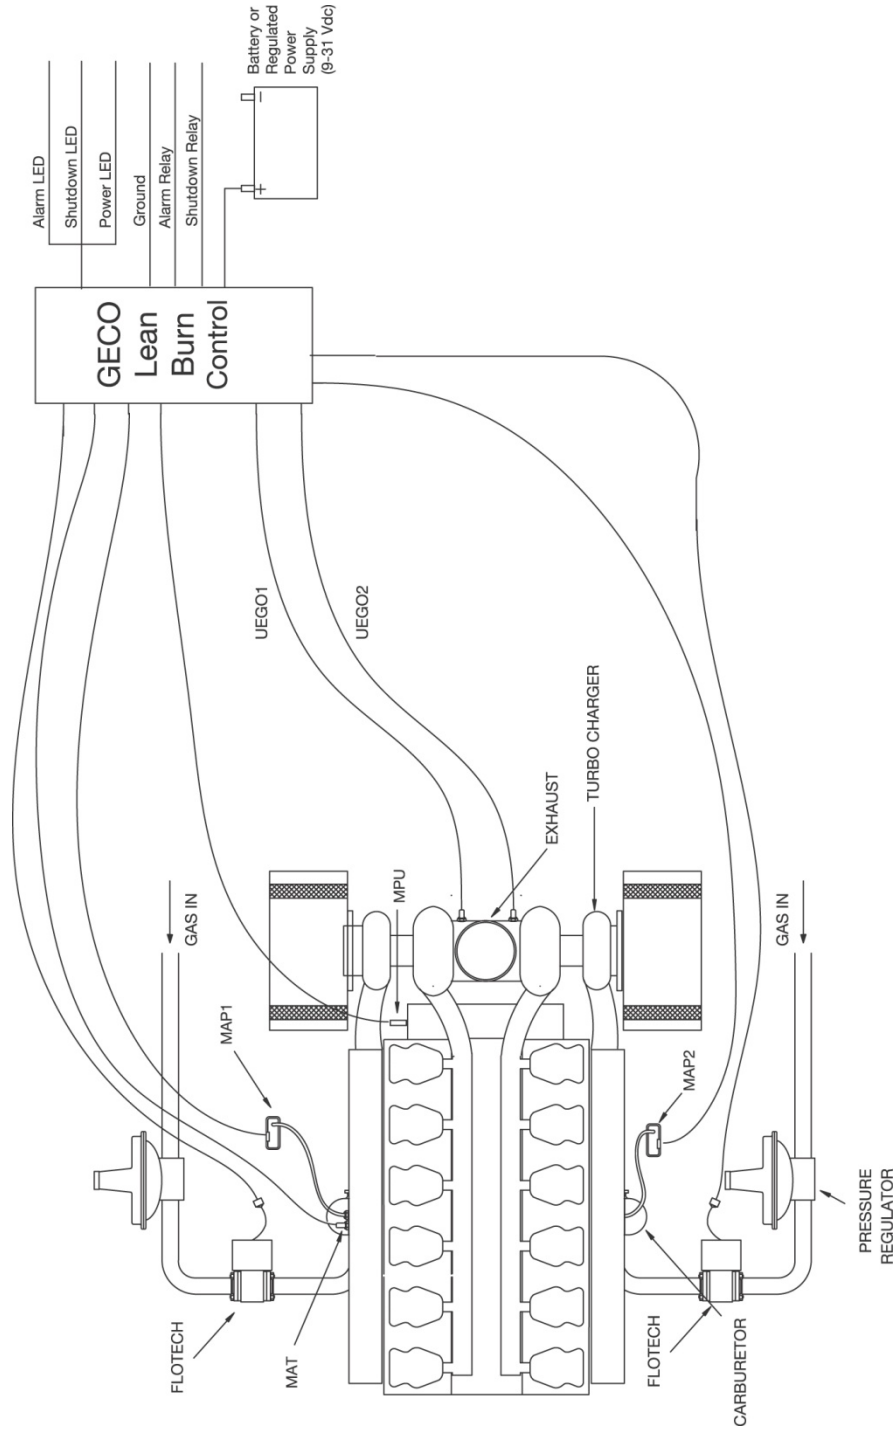 Alarm LED
Shutdown LED
Power LED
Ground
Alarm Relay
Shutdown Relay
Battery or
Regulated
Power
Supply
(9-31 Vdc)
+
−
GECO
Lean
Burn
Control
UEGO1
UEGO2
GAS IN
MAP1
MPU
EXHAUST
TURBO CHARGER
GAS IN
MAP2
FLOTECH
MAT
FLOTECH
CARBURETOR
PRESSURE
REGULATOR